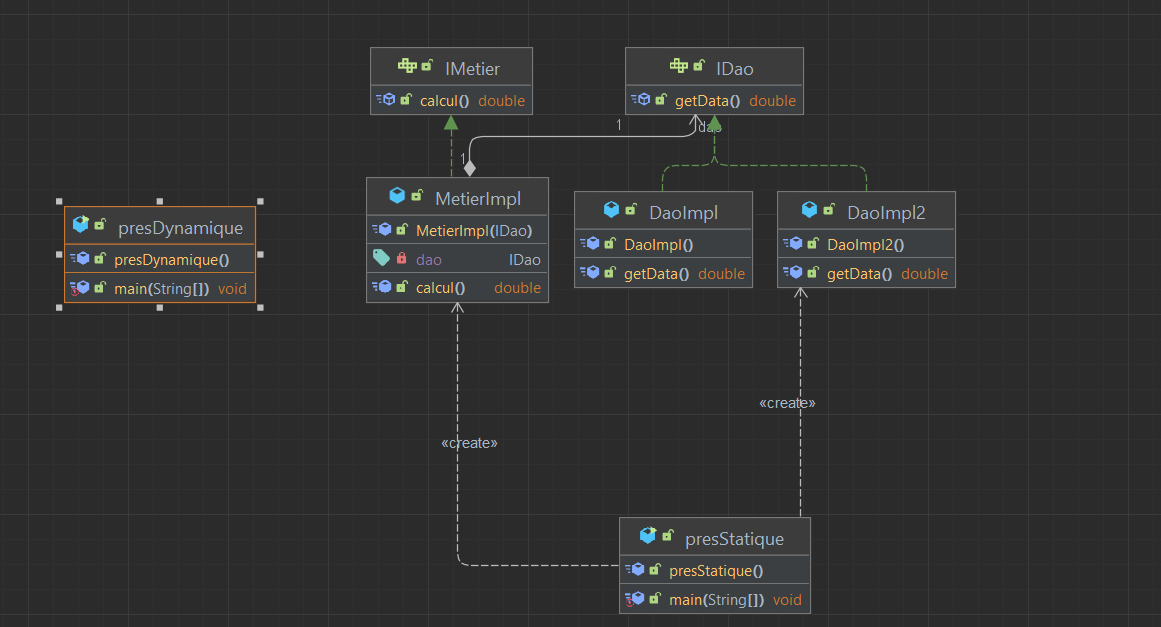 IMetier
calcul() double
IDao
getData() double
1
dao
1
MetierImpl
MetierImpl(IDao)
dao IDao
calcul() double
DaoImpl
DaoImpl()
getData() double
DaoImpl2
DaoImpl2()
getData() double
presDynamique
presDynamique()
main(String[]) void
«create»
«create»
presStatique
presStatique()
main(String[]) void